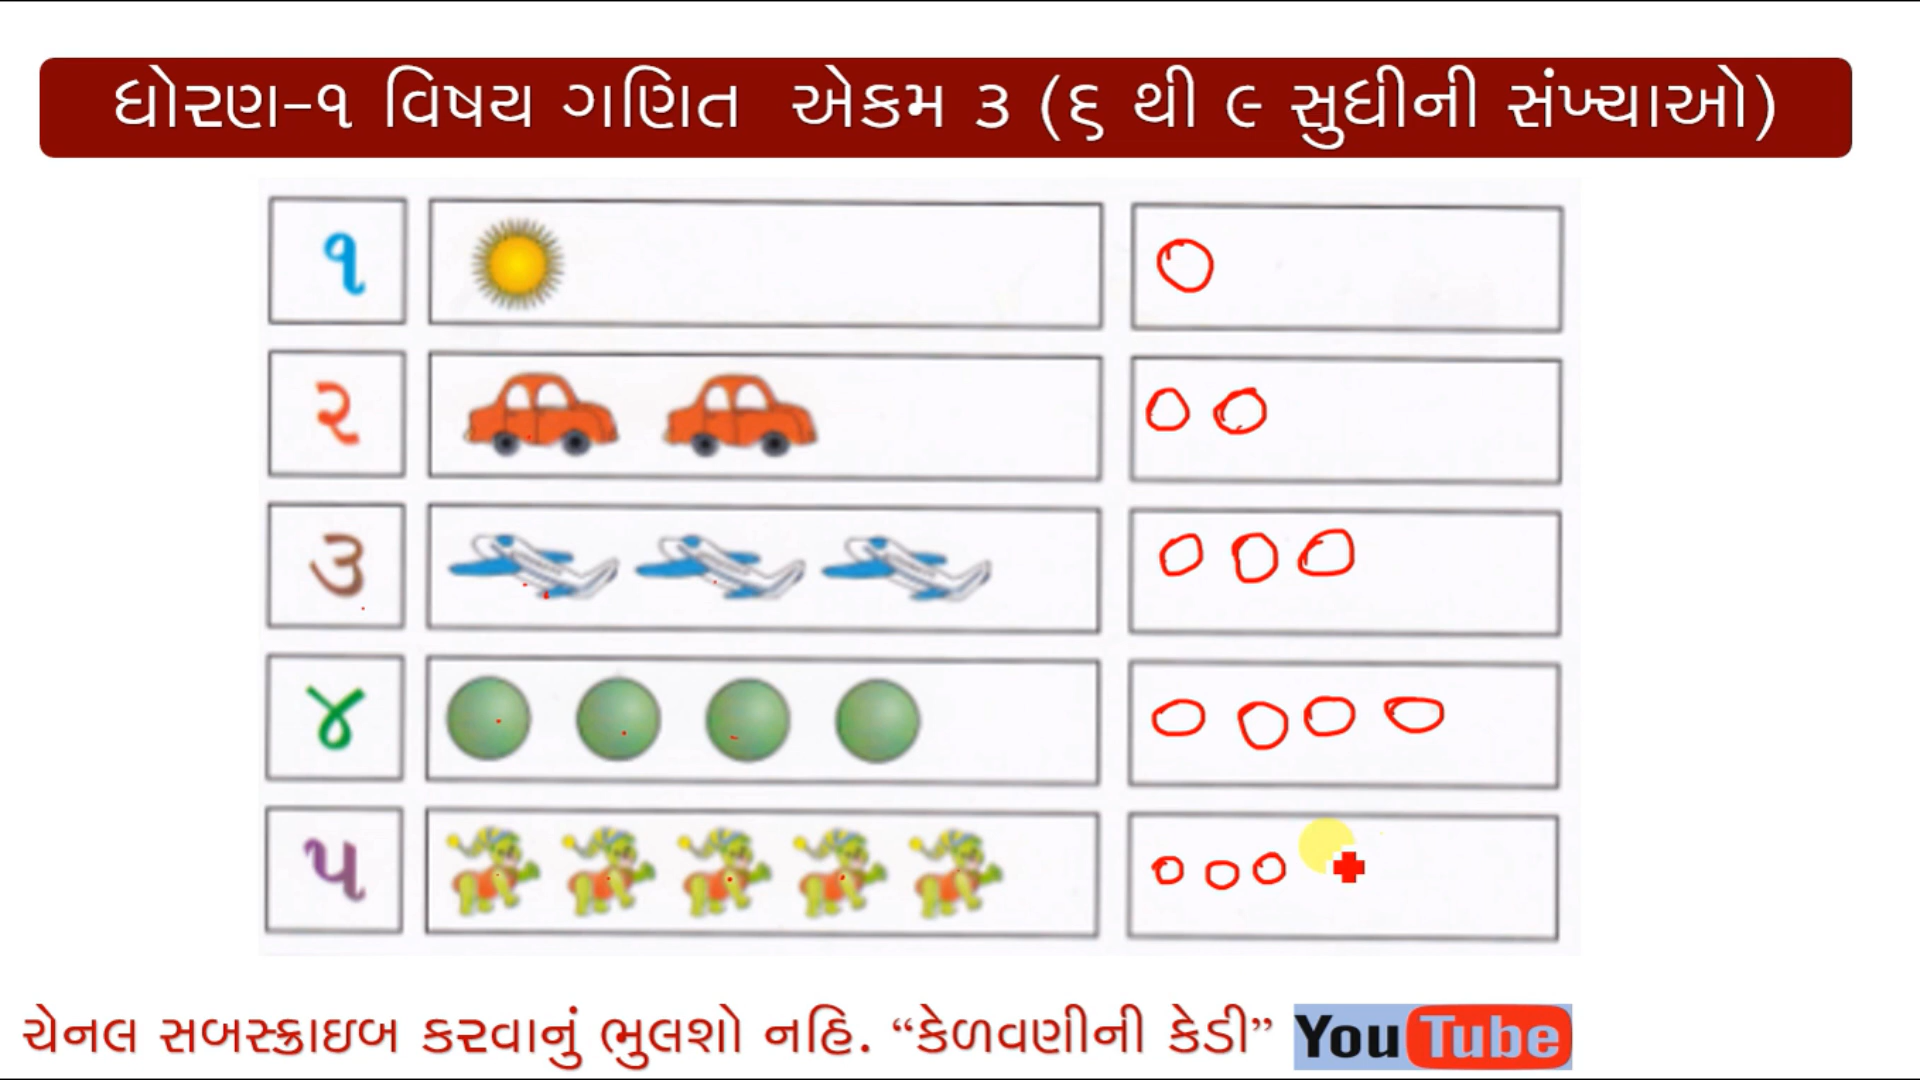 ધોરણ-૧ વિષય ગણિત એકમ ૩ (૬ થી ૯ સુધીની સંખ્યાઓ)
૧
૨
૩
૪
૫
ચેનલ સબસ્ક્રાઇબ કરવાનું ભુલશો નહિ. “કેળવણીની કેડી” YouTube